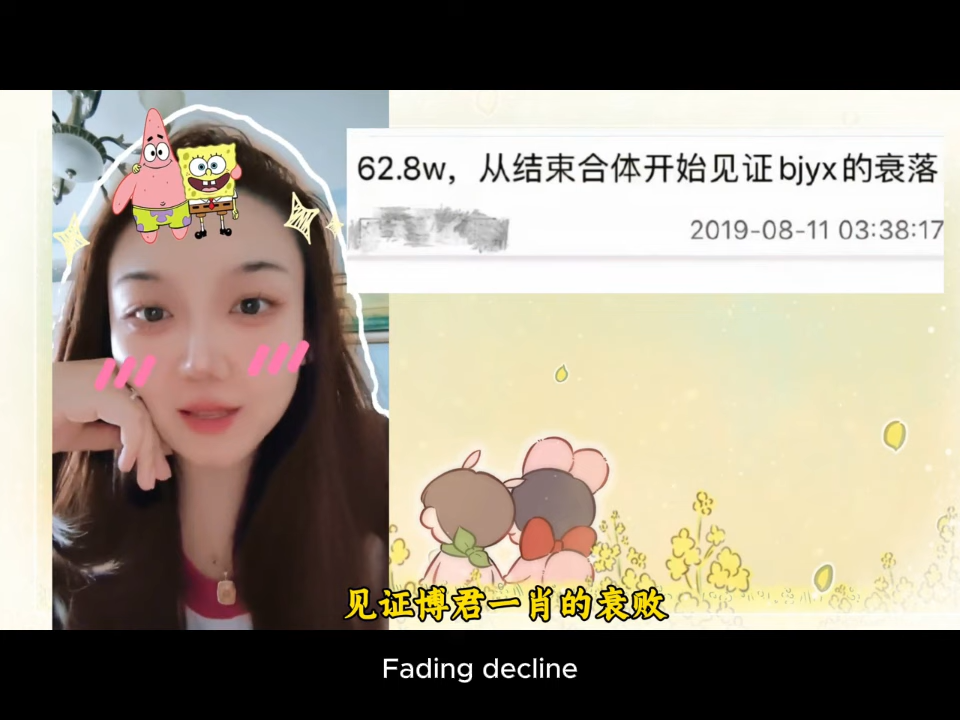 62.8w，从结束合体开始见证bjyx的衰落
2019-08-11 03:38:17
见证博君一肖的衰败
Fading decline